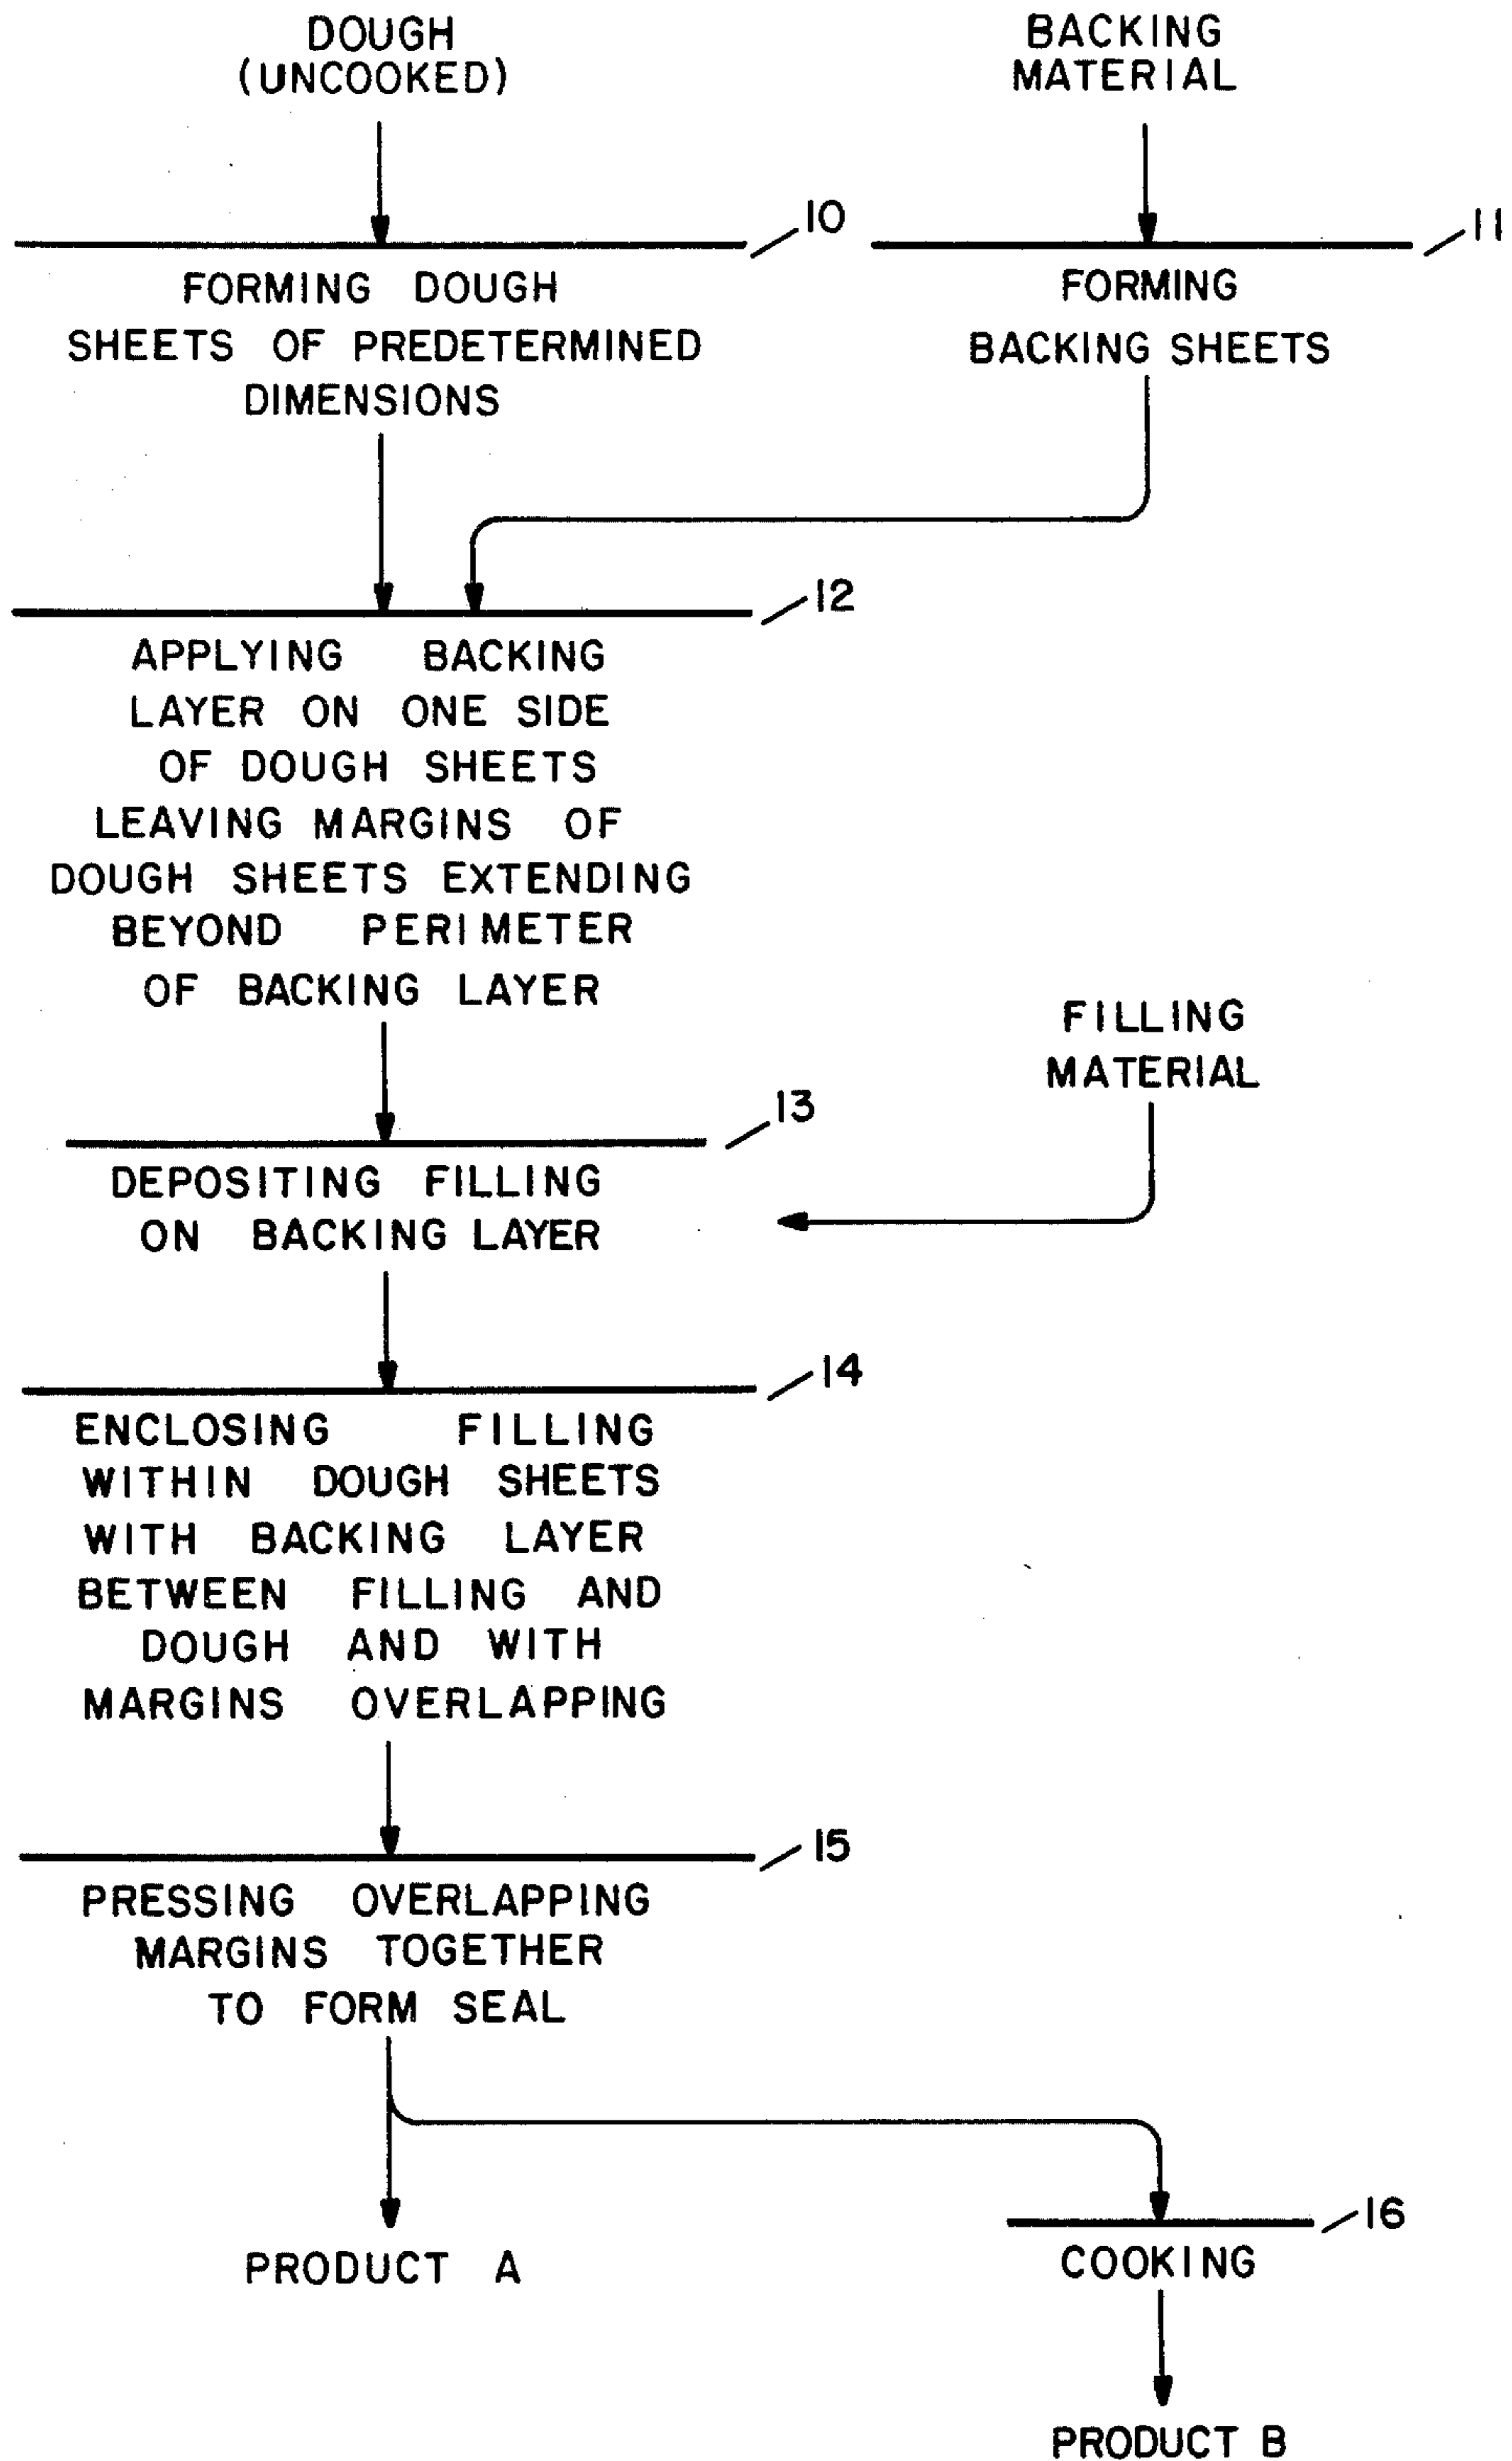 DOUGH
(UNCOOKED)
BACKING
MATERIAL
10
FORMING DOUGH
SHEETS OF PREDETERMINED
DIMENSIONS
11
FORMING
BACKING SHEETS
12
APPLYING BACKING
LAYER ON ONE SIDE
OF DOUGH SHEETS
LEAVING MARGINS OF
DOUGH SHEETS EXTENDING
BEYOND PERIMETER
OF BACKING LAYER
FILLING
MATERIAL
13
DEPOSITING FILLING
ON BACKING LAYER
14
ENCLOSING FILLING
WITHIN DOUGH SHEETS
WITH BACKING LAYER
BETWEEN FILLING AND
DOUGH AND WITH
MARGINS OVERLAPPING
15
PRESSING OVERLAPPING
MARGINS TOGETHER
TO FORM SEAL
PRODUCT A
16
COOKING
PRODUCT B